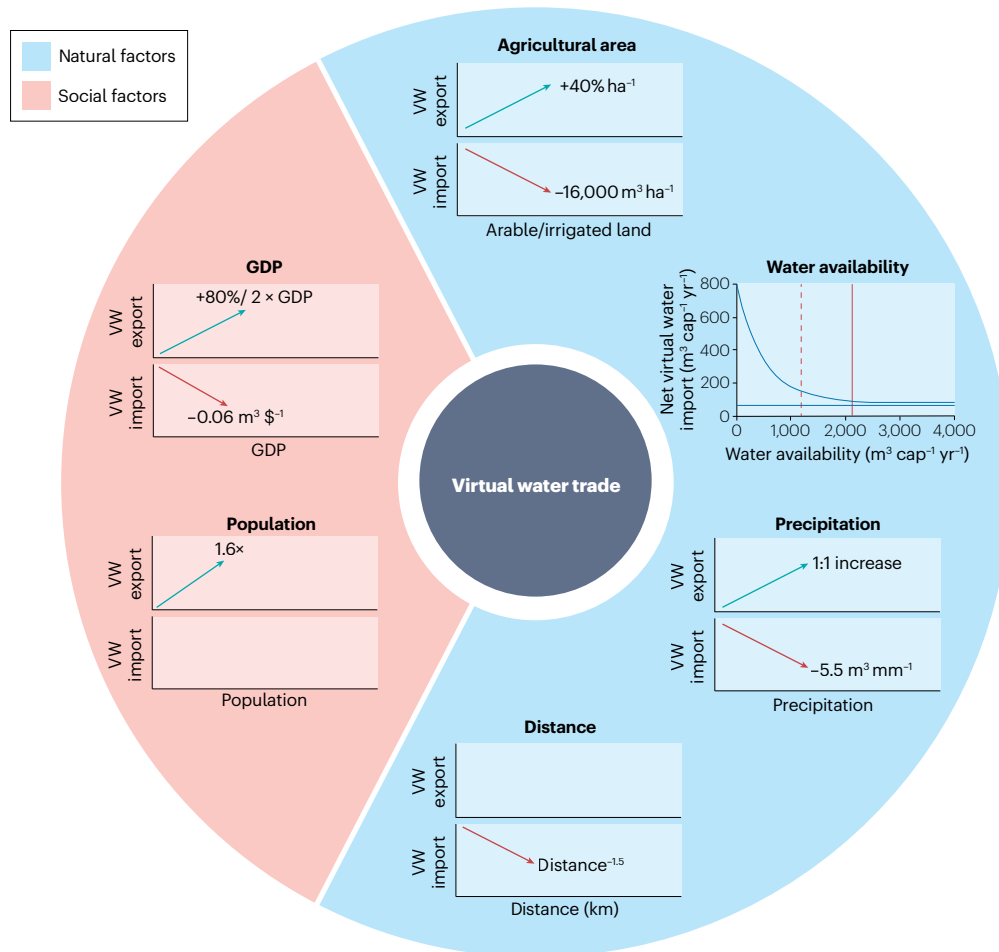 Natural factors
Social factors
Agricultural area
VW export
+40% ha⁻¹
VW import
−16,000 m³ ha⁻¹
Arable/irrigated land
GDP
VW export
+80%/ 2 × GDP
VW import
−0.06 m³ $⁻¹
GDP
Water availability
Net virtual water
import (m³ cap⁻¹ yr⁻¹)
800
600
400
200
0
0 1,000 2,000 3,000 4,000
Water availability (m³ cap⁻¹ yr⁻¹)
Virtual water trade
Population
VW export
1.6×
VW import
Population
Precipitation
VW export
1:1 increase
VW import
−5.5 m³ mm⁻¹
Precipitation
Distance
VW export
VW import
Distance⁻¹·⁵
Distance (km)